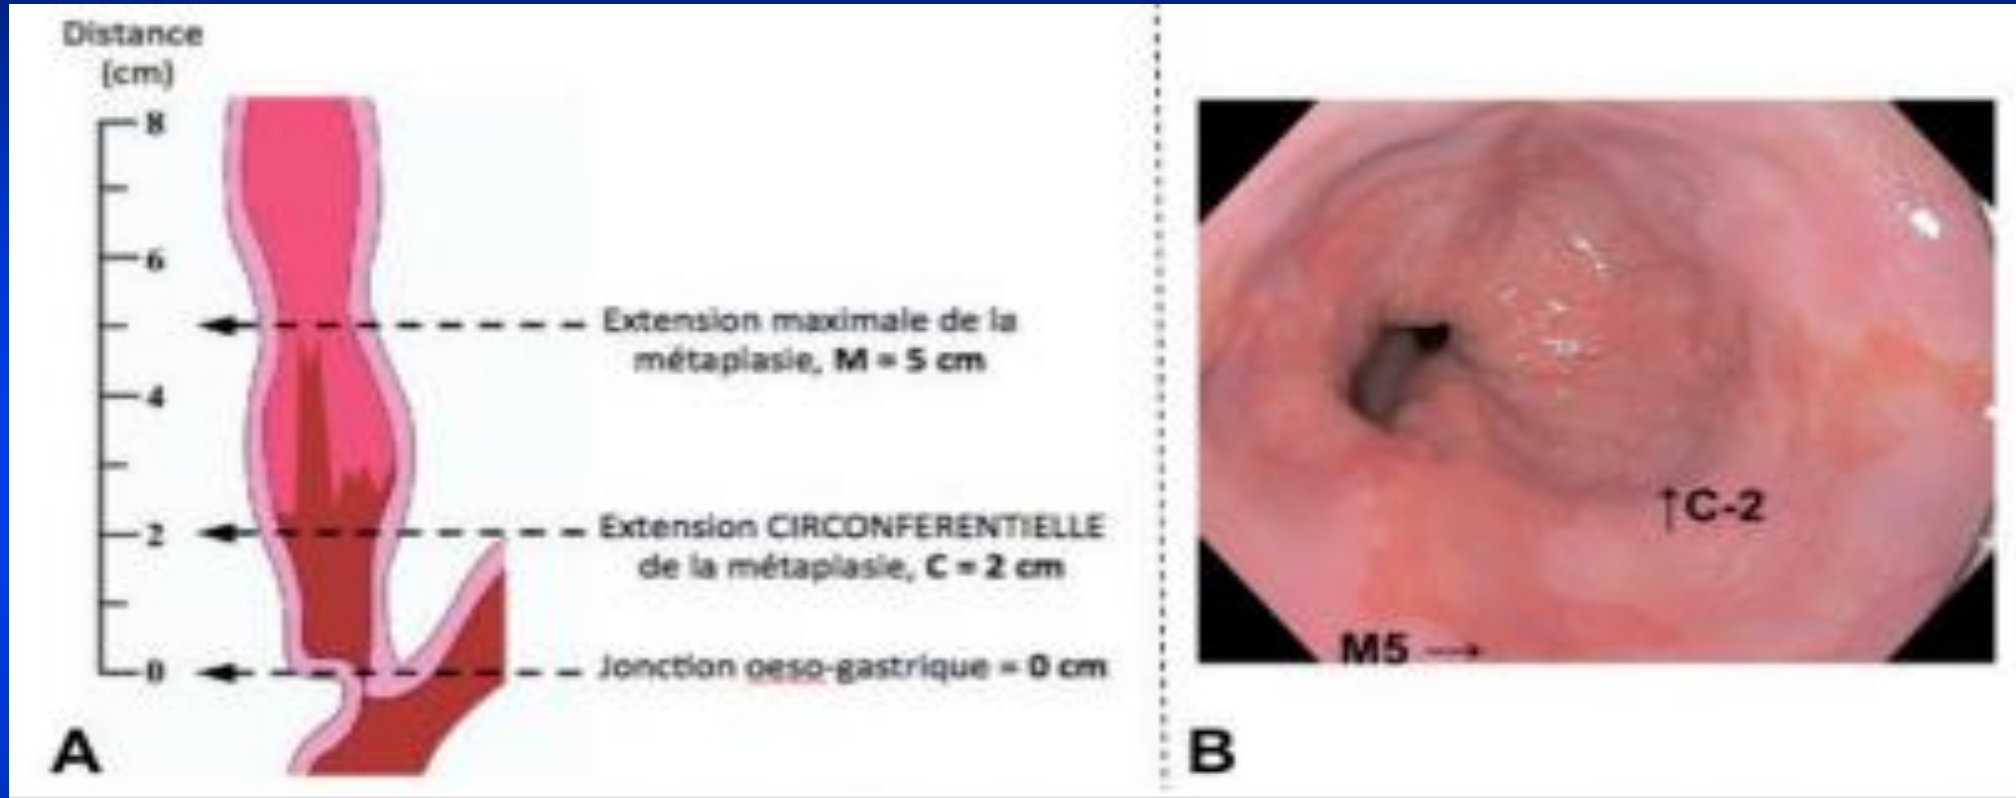 Distance
(cm)
8
6
Extension maximale de la
métaplasie, M = 5 cm
4
Extension CIRCONFERENTIELLE
2
de la métaplasie, C = 2 cm
0
Jonction oeso-gastrique = 0 cm
A
↑C-2
M5 →
B